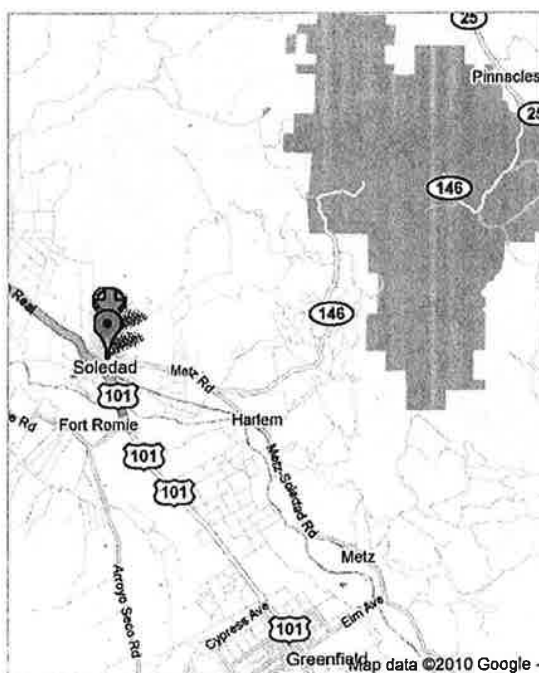 25
Pinnacles
25
146
146
Real
Soledad
Metz Rd
101
Fort Romie
Harlem
e Rd
101
101
Metz-Soledad Rd
Metz
Arroyo Seco Rd
Cypress Ave
Elm Ave
101
Greenfield
Map data ©2010 Google -